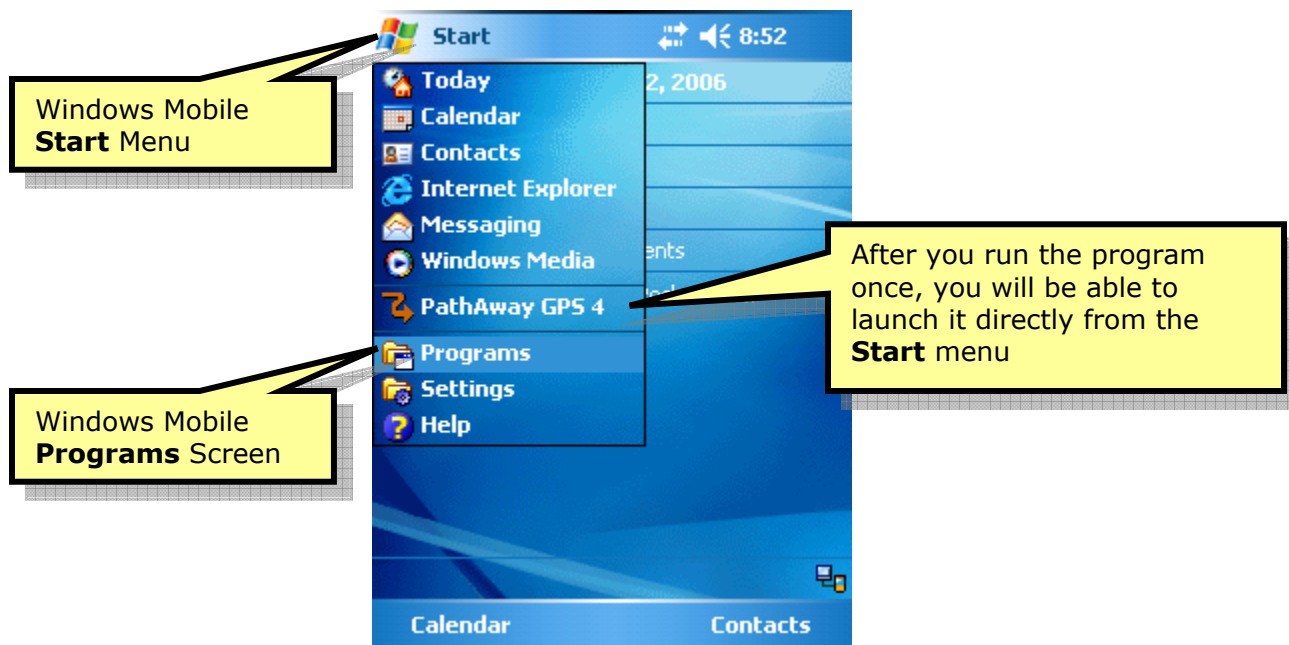 Start 8:52
Windows Mobile
Start Menu
Today
2, 2006
Calendar
Contacts
Internet Explorer
Messaging
Windows Media
ents
PathAway GPS 4
Programs
Settings
Help
After you run the program
once, you will be able to
launch it directly from the
Start menu
Windows Mobile
Programs Screen
Calendar Contacts